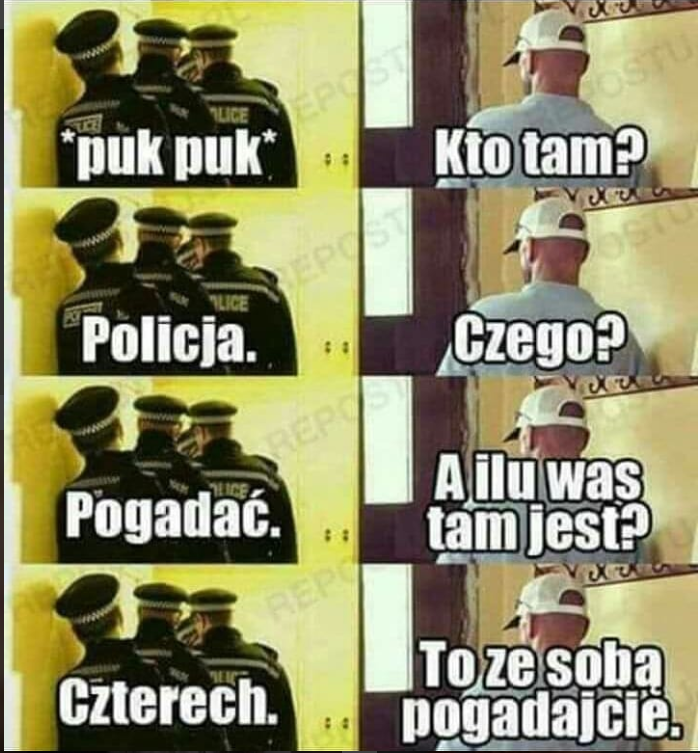 *puk puk*
Kto tam?
Policja.
Czego?
Pogadać.
A ilu was
tam jest?
Czterech.
To ze sobą
pogadajcie.